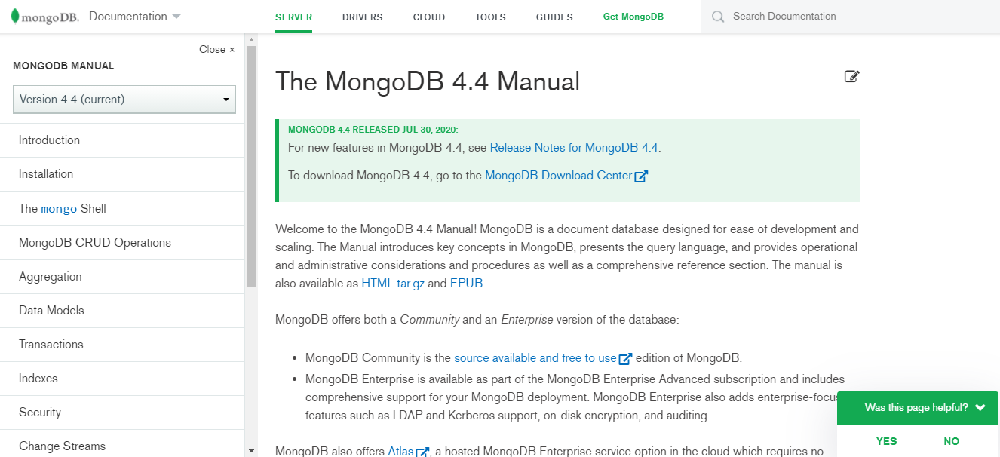 mongoDB. | Documentation
SERVER
DRIVERS
CLOUD
TOOLS
GUIDES
Get MongoDB
Search Documentation
Close ×
MONGODB MANUAL
Version 4.4 (current)
Introduction
Installation
The mongo Shell
MongoDB CRUD Operations
Aggregation
Data Models
Transactions
Indexes
Security
Change Streams
The MongoDB 4.4 Manual
MONGODB 4.4 RELEASED JUL 30, 2020:
For new features in MongoDB 4.4, see Release Notes for MongoDB 4.4.
To download MongoDB 4.4, go to the MongoDB Download Center.
Welcome to the MongoDB 4.4 Manual! MongoDB is a document database designed for ease of development and
scaling. The Manual introduces key concepts in MongoDB, presents the query language, and provides operational
and administrative considerations and procedures as well as a comprehensive reference section. The manual is
also available as HTML tar.gz and EPUB.
MongoDB offers both a Community and an Enterprise version of the database:
• MongoDB Community is the source available and free to use edition of MongoDB.
• MongoDB Enterprise is available as part of the MongoDB Enterprise Advanced subscription and includes
comprehensive support for your MongoDB deployment. MongoDB Enterprise also adds enterprise-focus
features such as LDAP and Kerberos support, on-disk encryption, and auditing.
MongoDB also offers Atlas, a hosted MongoDB Enterprise service option in the cloud which requires no
Was this page helpful?
YES
NO